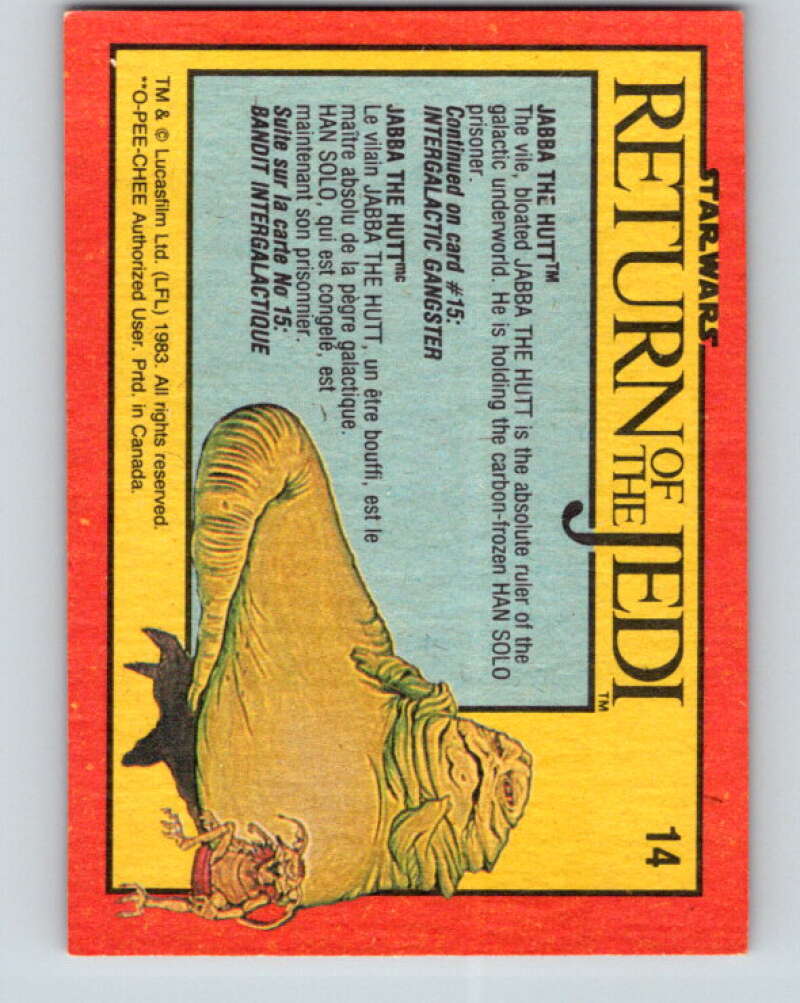 STAR WARS
RETURN OF THE JEDI™
14
JABBA THE HUTT™
The vile, bloated JABBA THE HUTT is the absolute ruler of the
galactic underworld. He is holding the carbon-frozen HAN SOLO
prisoner.
Continued on card #15:
INTERGALACTIC GANGSTER
JABBA THE HUTTmc
Le vilain JABBA THE HUTT, un être bouffi, est le
maître absolu de la pègre galactique.
HAN SOLO, qui est congelé, est
maintenant son prisonnier.
Suite sur la carte No 15:
BANDIT INTERGALACTIQUE
TM & © Lucasfilm Ltd. (LFL) 1983. All rights reserved.
**O-PEE-CHEE Authorized User. Prtd. in Canada.